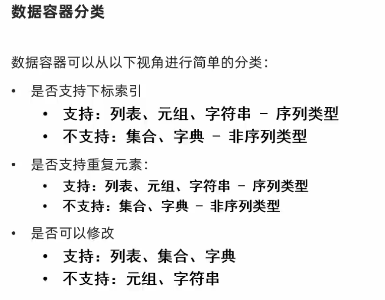 数据容器分类
数据容器可以从以下视角进行简单的分类：
• 是否支持下标索引
• 支持：列表、元组、字符串 - 序列类型
• 不支持：集合、字典 - 非序列类型
• 是否支持重复元素：
• 支持：列表、元组、字符串 - 序列类型
• 不支持：集合、字典 - 非序列类型
• 是否可以修改
• 支持：列表、集合、字典
• 不支持：元组、字符串